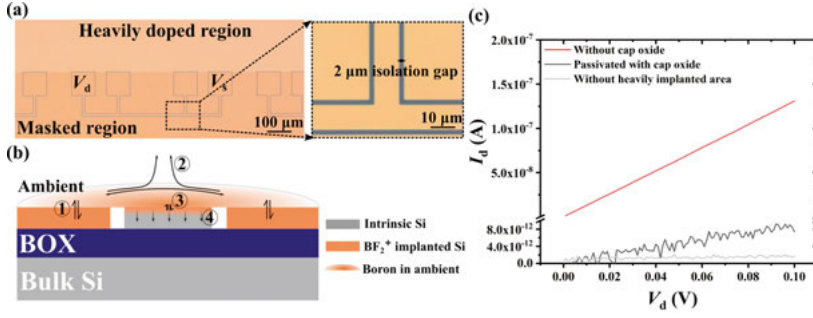 (a)
Heavily doped region
V_d
V_s
Masked region
100 μm
2 μm isolation gap
10 μm
(b)
Ambient
②
①
③
④
BOX
Bulk Si
Intrinsic Si
BF₂⁺ implanted Si
Boron in ambient
(c)
I_d (A)
2.0x10⁻⁷
1.5x10⁻⁷
1.0x10⁻⁷
5.0x10⁻⁸
8.0x10⁻¹²
4.0x10⁻¹²
0.0
Without cap oxide
Passivated with cap oxide
Without heavily implanted area
0.00
0.02
0.04
0.06
0.08
0.10
V_d (V)